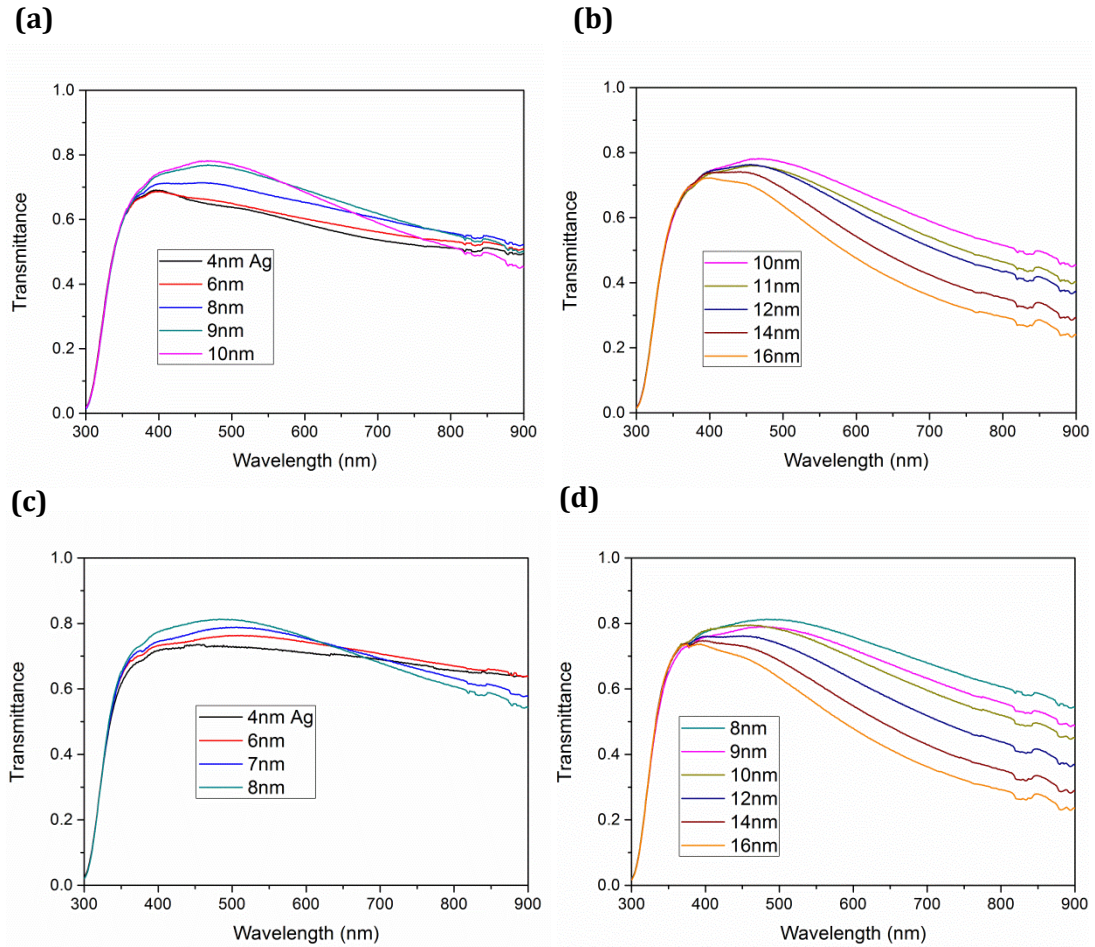 (a)
1.0
0.8
0.6
0.4
0.2
0.0
Transmittance
4nm Ag
6nm
8nm
9nm
10nm
300 400 500 600 700 800 900
Wavelength (nm)
(b)
1.0
0.8
0.6
0.4
0.2
0.0
Transmittance
10nm
11nm
12nm
14nm
16nm
300 400 500 600 700 800 900
Wavelength (nm)
(c)
1.0
0.8
0.6
0.4
0.2
0.0
Transmittance
4nm Ag
6nm
7nm
8nm
300 400 500 600 700 800 900
Wavelength (nm)
(d)
1.0
0.8
0.6
0.4
0.2
0.0
Transmittance
8nm
9nm
10nm
12nm
14nm
16nm
300 400 500 600 700 800 900
Wavelength (nm)